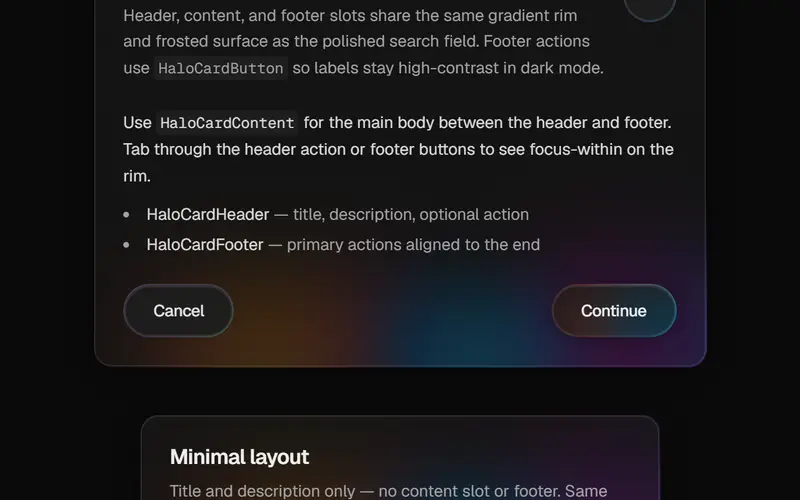 Header, content, and footer slots share the same gradient rim
and frosted surface as the polished search field. Footer actions
use HaloCardButton so labels stay high-contrast in dark mode.
Use HaloCardContent for the main body between the header and footer.
Tab through the header action or footer buttons to see focus-within on the
rim.
• HaloCardHeader — title, description, optional action
• HaloCardFooter — primary actions aligned to the end
Cancel
Continue
Minimal layout
Title and description only — no content slot or footer. Same